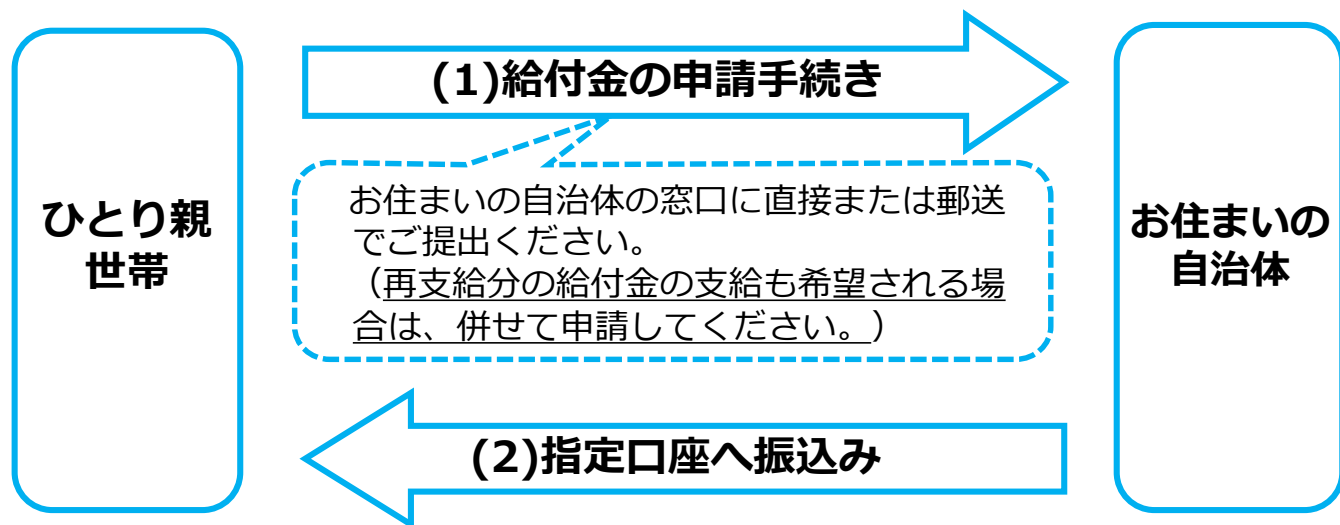 (1)給付金の申請手続き
ひとり親
世帯
お住まいの自治体の窓口に直接または郵送
でご提出ください。
（再支給分の給付金の支給も希望される場
合は、併せて申請してください。）
お住まいの
自治体
(2)指定口座へ振込み